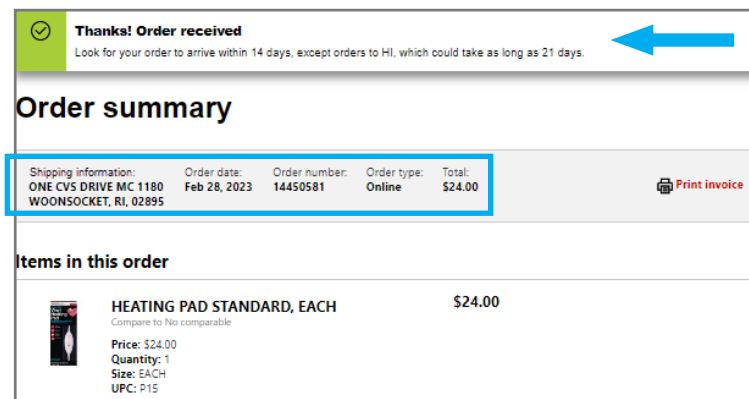 Thanks! Order received
Look for your order to arrive within 14 days, except orders to HI, which could take as long as 21 days.
Order summary
Shipping information:
ONE CVS DRIVE MC 1180
WOONSOCKET, RI, 02895
Order date:
Feb 28, 2023
Order number:
14450581
Order type:
Online
Total:
$24.00
Print invoice
Items in this order
HEATING PAD STANDARD, EACH
$24.00
Compare to No comparable
Price: $24.00
Quantity: 1
Size: EACH
UPC: P15